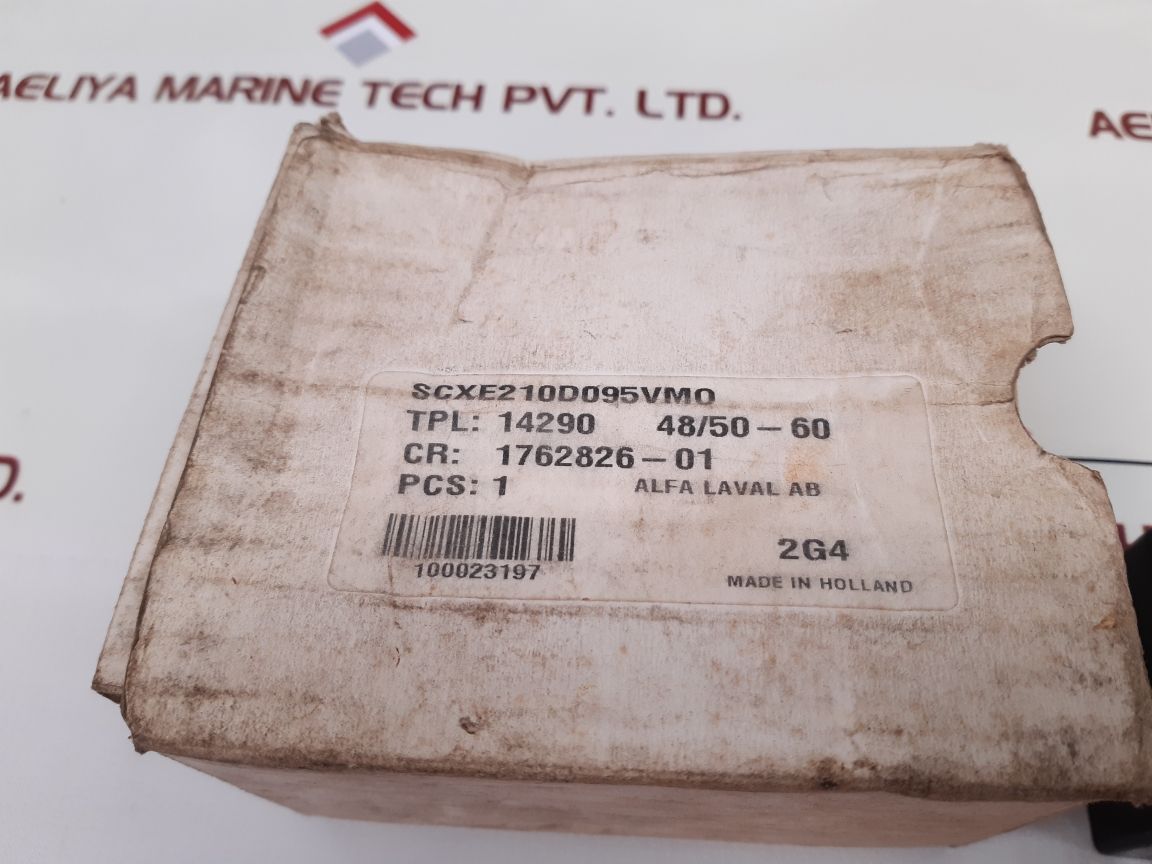 AELIYA MARINE TECH PVT. LTD.
AE
D.
SCXE210D095VMO
TPL: 14290 48/50-60
CR: 1762826-01
PCS: 1 ALFA LAVAL AB
100023197
2G4
MADE IN HOLLAND